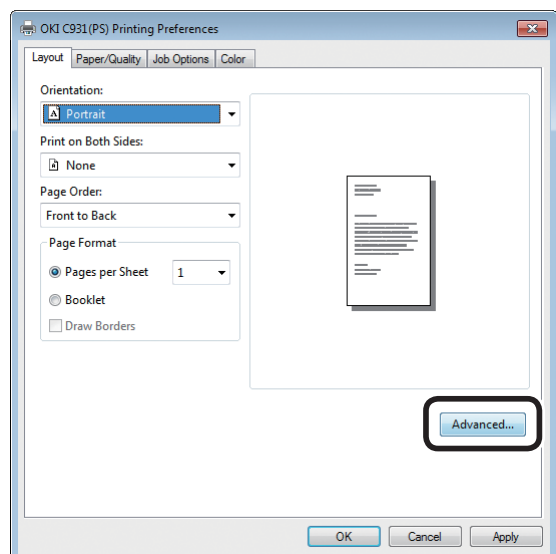 OKI C931(PS) Printing Preferences
Layout Paper/Quality Job Options Color
Orientation:
A Portrait
Print on Both Sides:
None
Page Order:
Front to Back
Page Format
Pages per Sheet 1
Booklet
Draw Borders
Advanced...
OK Cancel Apply